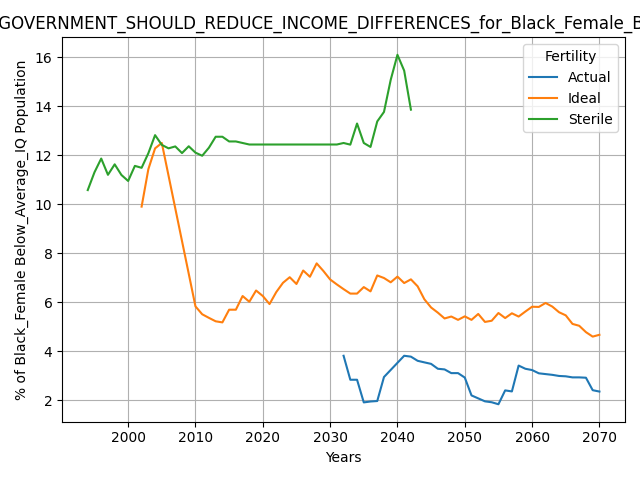 GOVERNMENT_SHOULD_REDUCE_INCOME_DIFFERENCES_for_Black_Female_B
% of Black_Female Below_Average_IQ Population
16
14
12
10
8
6
4
2
Fertility
Actual
Ideal
Sterile
2000 2010 2020 2030 2040 2050 2060 2070
Years